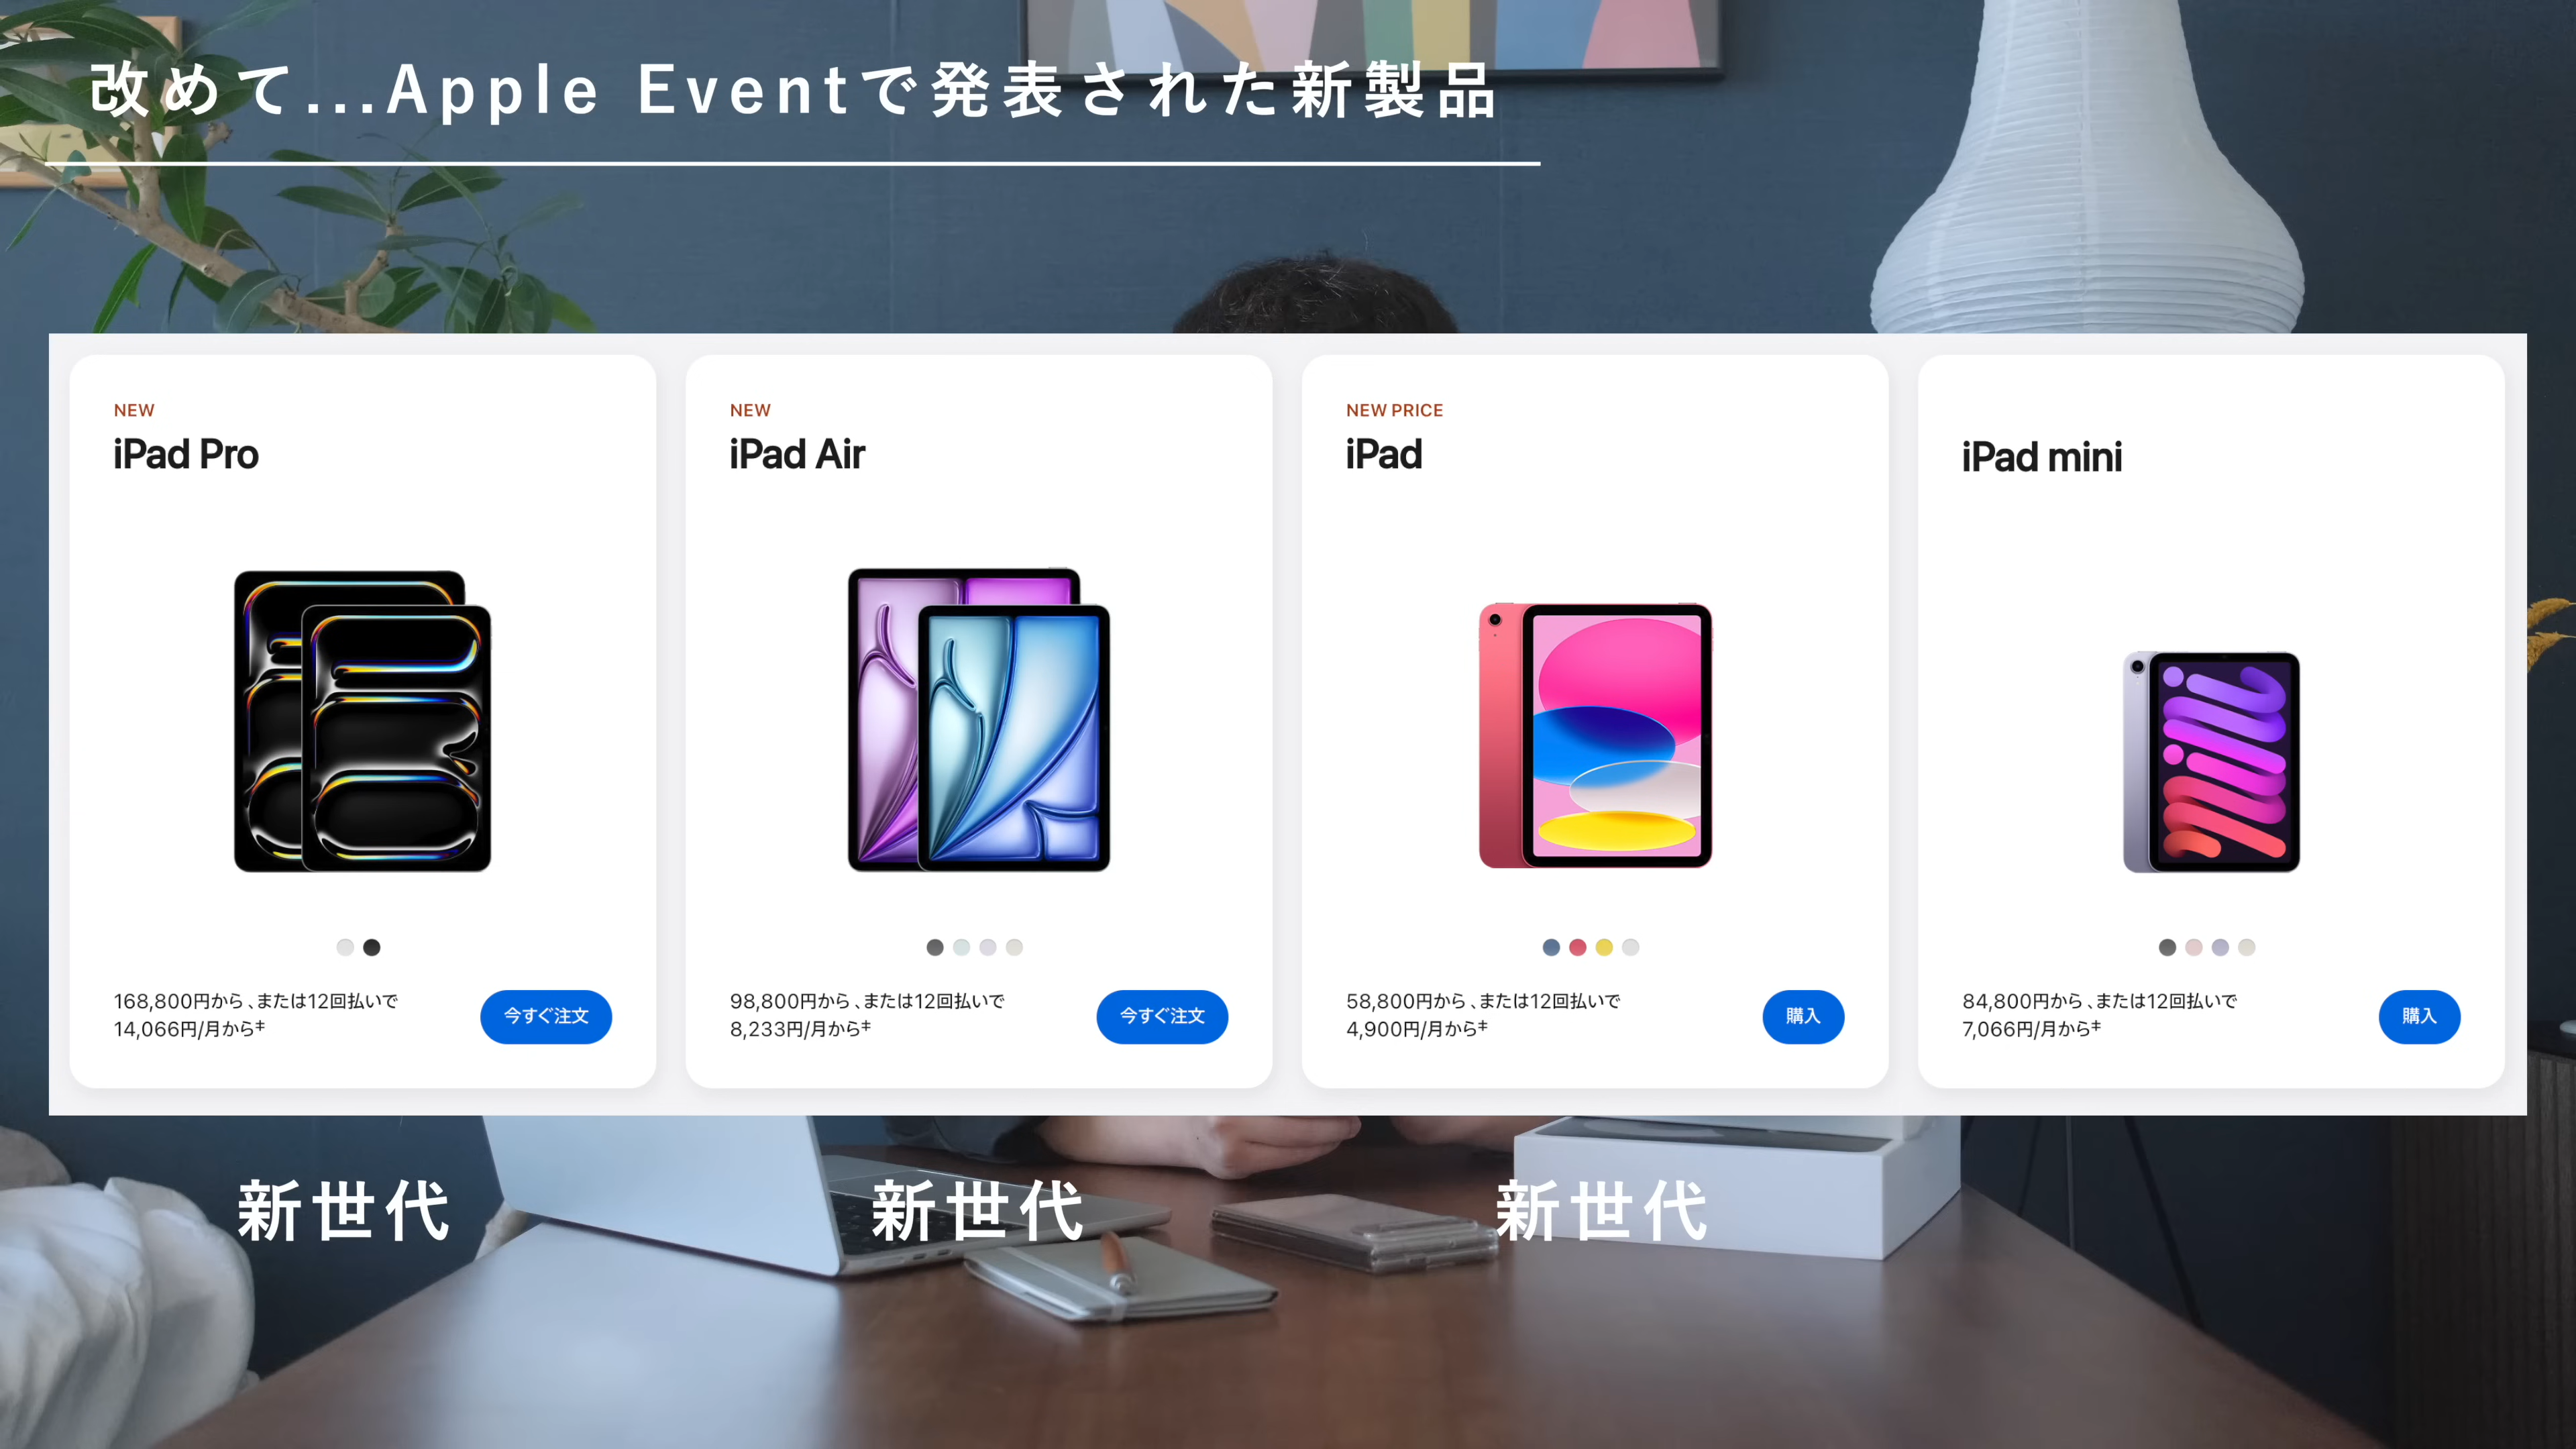 改めて...Apple Eventで発表された新製品
NEW
iPad Pro
168,800円から、または12回払いで
14,066円/月から‡
今すぐ注文
NEW
iPad Air
98,800円から、または12回払いで
8,233円/月から‡
今すぐ注文
NEW PRICE
iPad
58,800円から、または12回払いで
4,900円/月から‡
購入
iPad mini
84,800円から、または12回払いで
7,066円/月から‡
購入
新世代
新世代
新世代